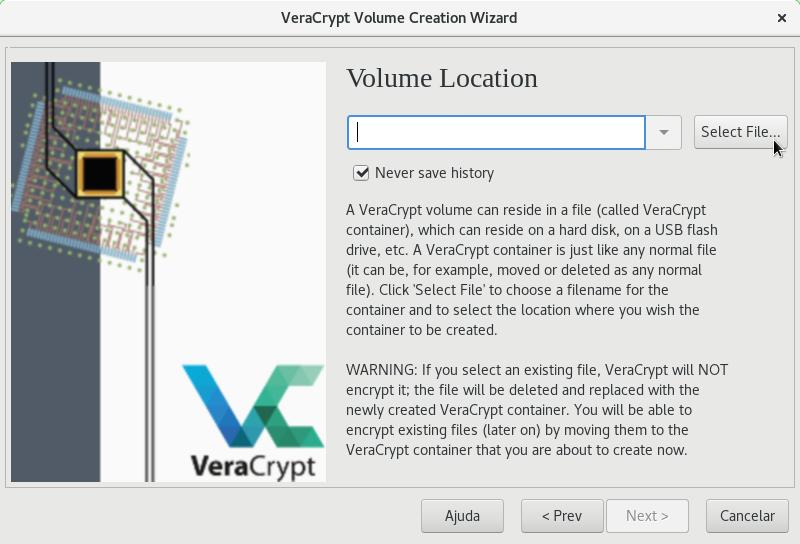 VeraCrypt Volume Creation Wizard
Volume Location
Select File...
Never save history
A VeraCrypt volume can reside in a file (called VeraCrypt
container), which can reside on a hard disk, on a USB flash
drive, etc. A VeraCrypt container is just like any normal file
(it can be, for example, moved or deleted as any normal
file). Click 'Select File' to choose a filename for the
container and to select the location where you wish the
container to be created.
WARNING: If you select an existing file, VeraCrypt will NOT
encrypt it; the file will be deleted and replaced with the
newly created VeraCrypt container. You will be able to
encrypt existing files (later on) by moving them to the
VeraCrypt container that you are about to create now.
VeraCrypt
Ajuda
< Prev
Next >
Cancelar